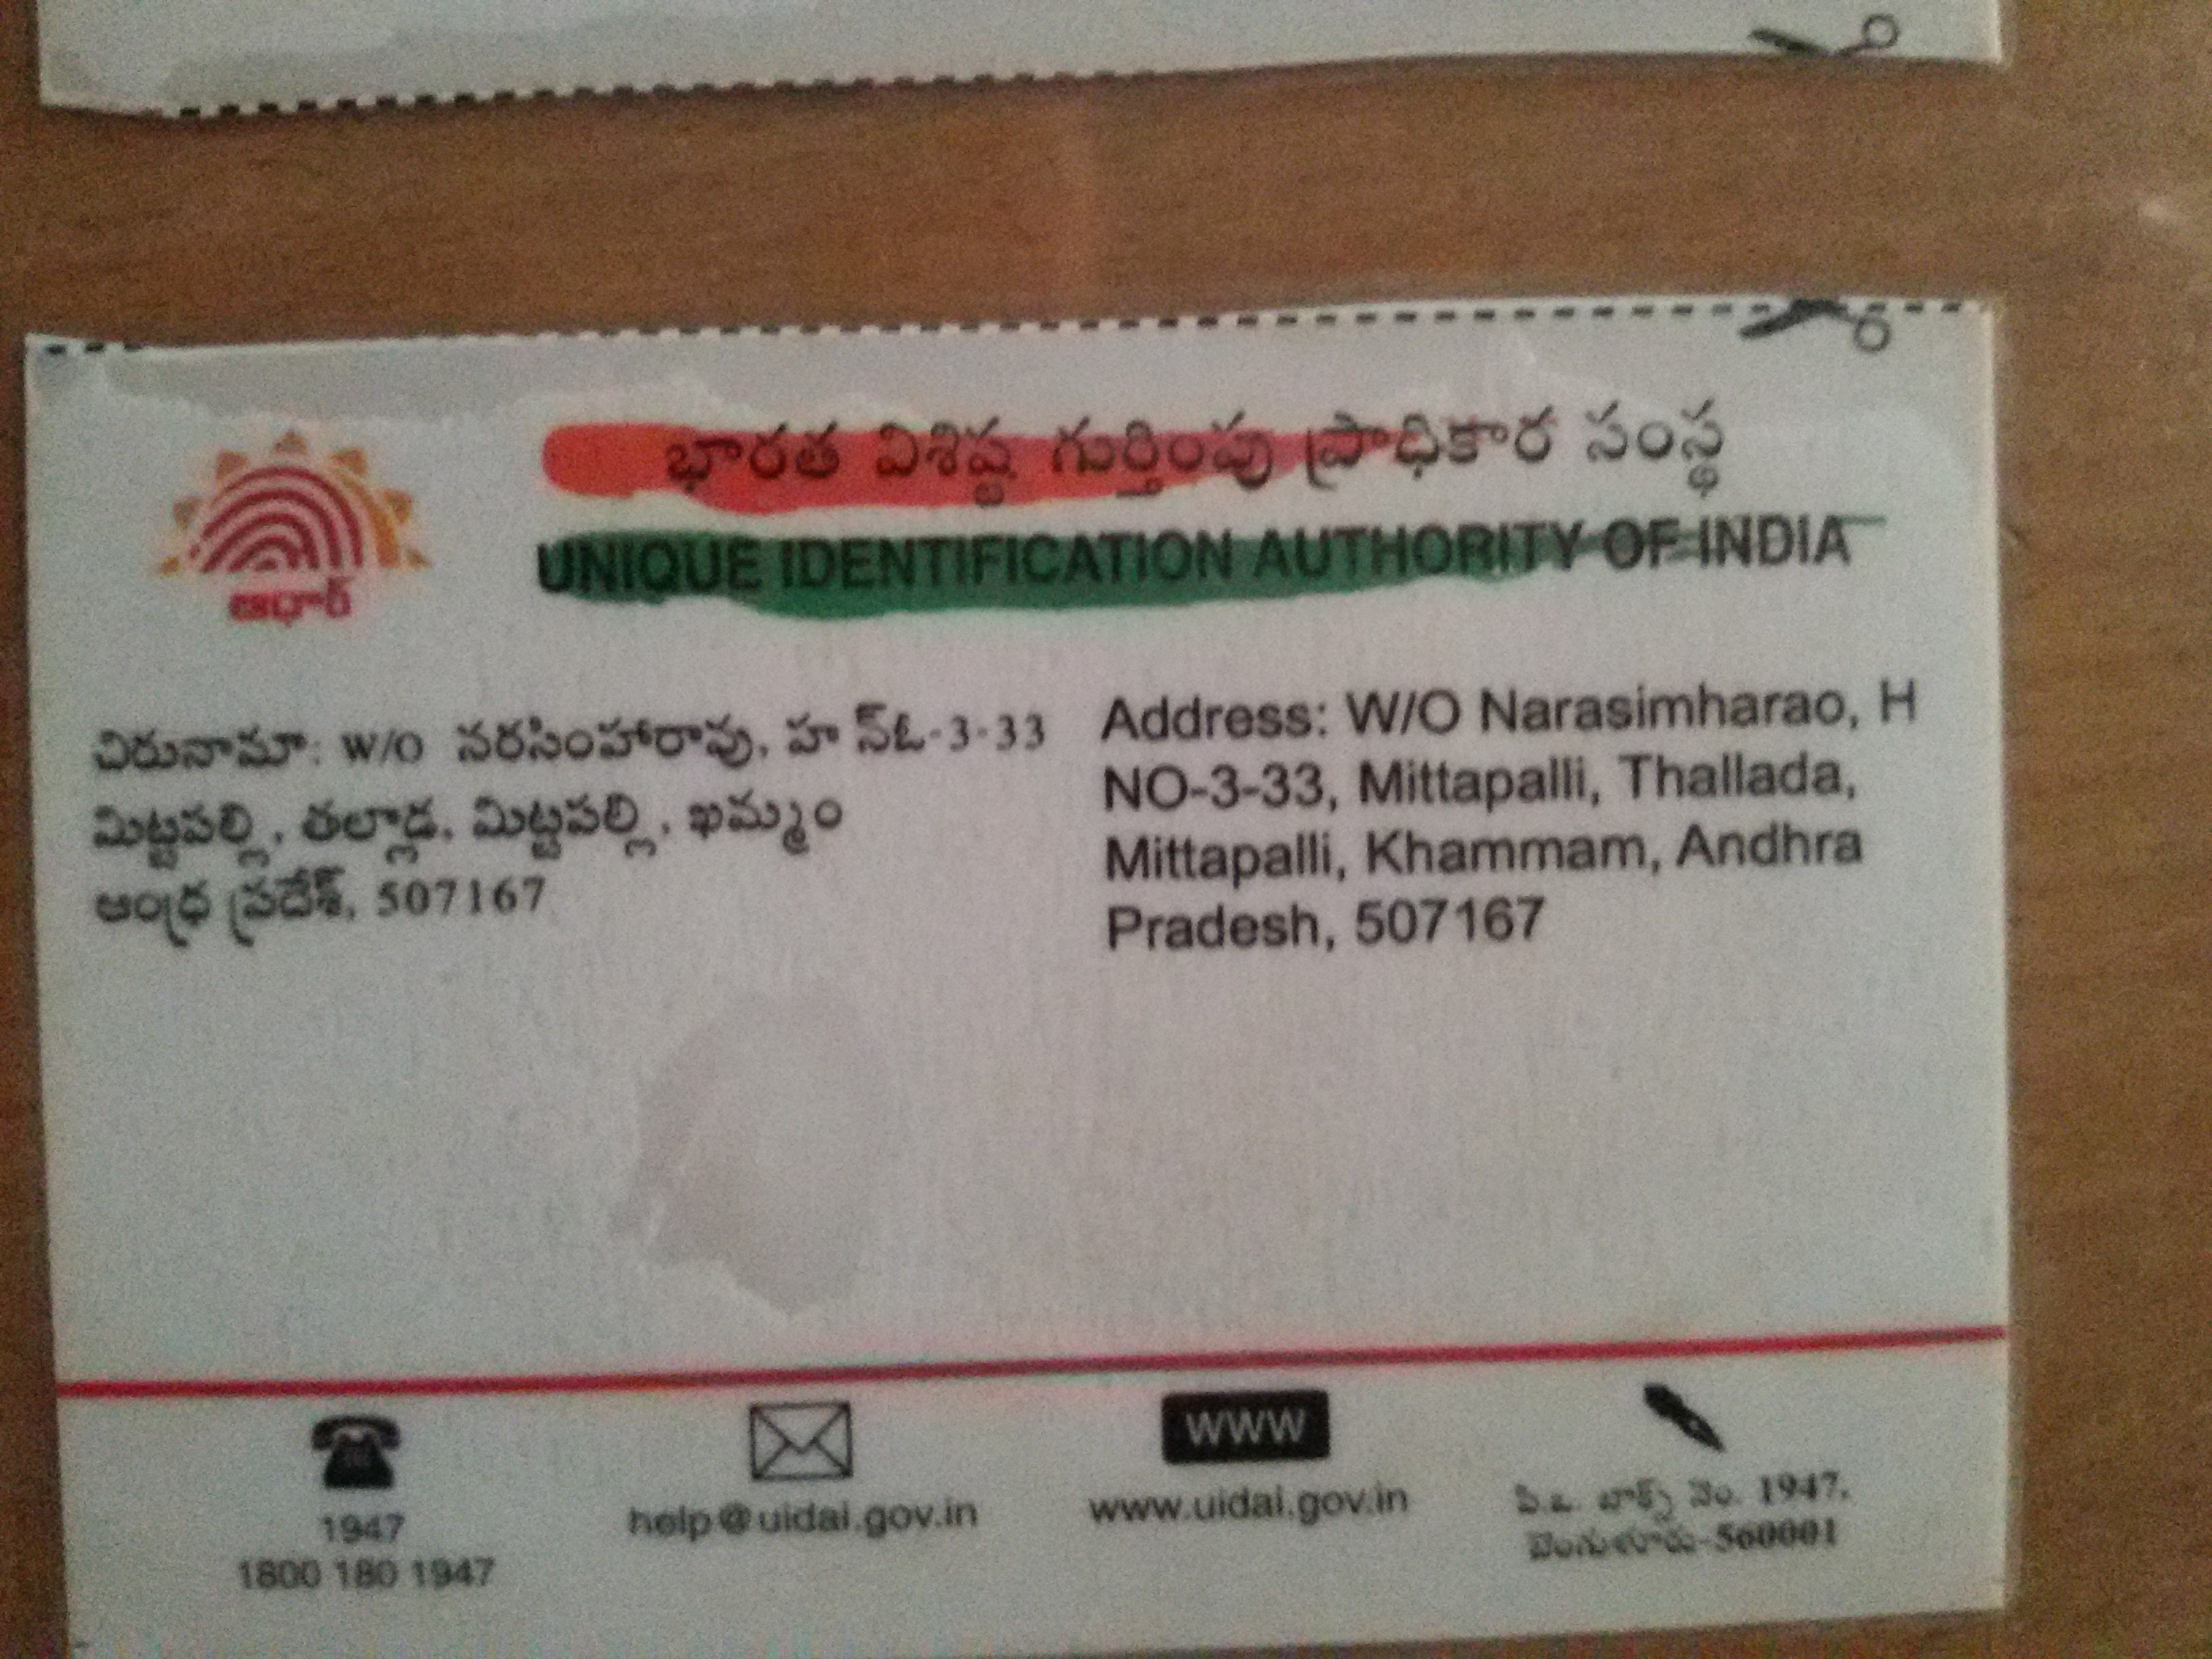 భారత విశిష్ట గుర్తింపు ప్రాధికార సంస్థ
UNIQUE IDENTIFICATION AUTHORITY OF INDIA
ఆధార్
చిరునామా: W/O నరసింహారావు, హ న్ఓ-3-33
మిట్టపల్లి, తల్లాడ, మిట్టపల్లి, ఖమ్మం
ఆంధ్ర ప్రదేశ్, 507167
Address: W/O Narasimharao, H
NO-3-33, Mittapalli, Thallada,
Mittapalli, Khammam, Andhra
Pradesh, 507167
1947
1800 180 1947
help@uidai.gov.in
WWW
www.uidai.gov.in
పి.ఒ. బాక్స్ నెం. 1947,
బెంగుళూరు-560001